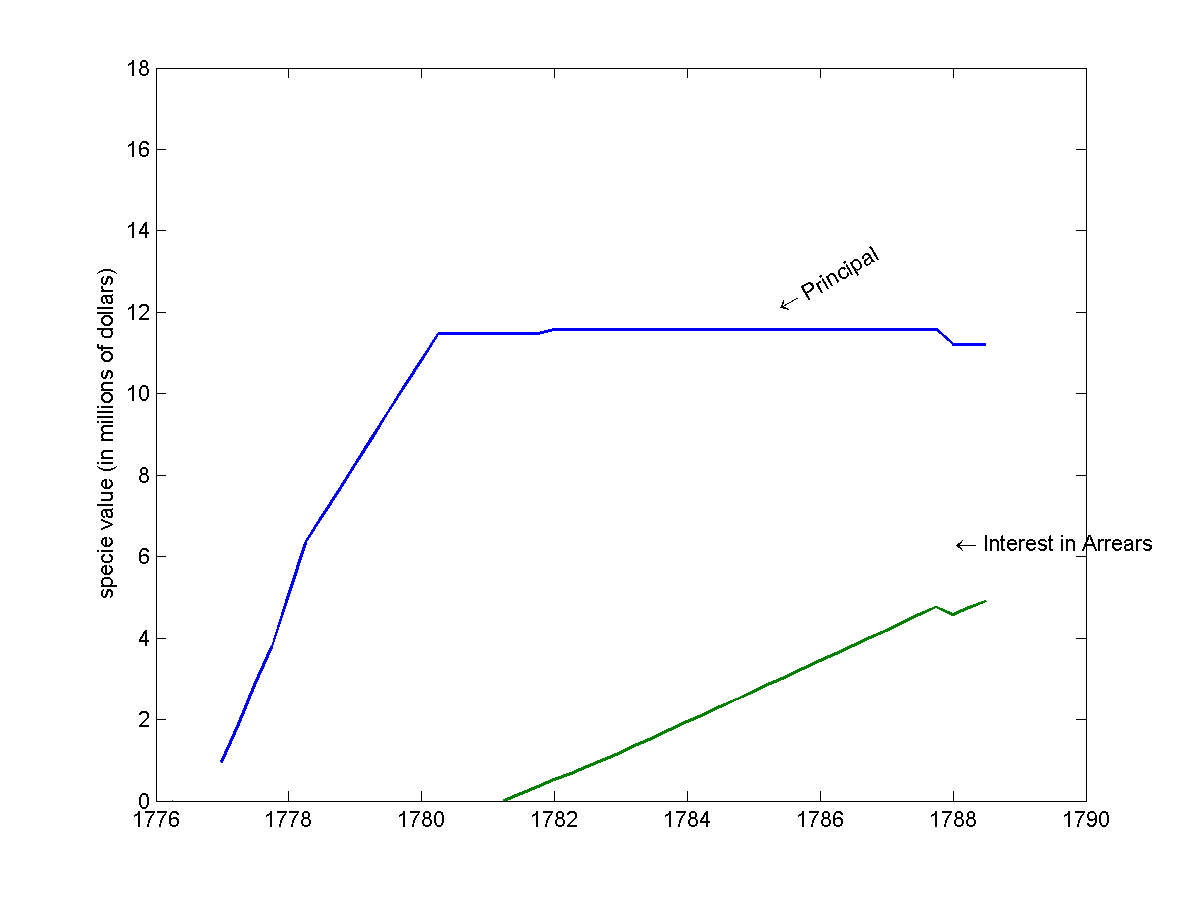 18
16
14
12
10
8
6
4
2
0
specie value (in millions of dollars)
← Principal
← Interest in Arrears
1776 1778 1780 1782 1784 1786 1788 1790